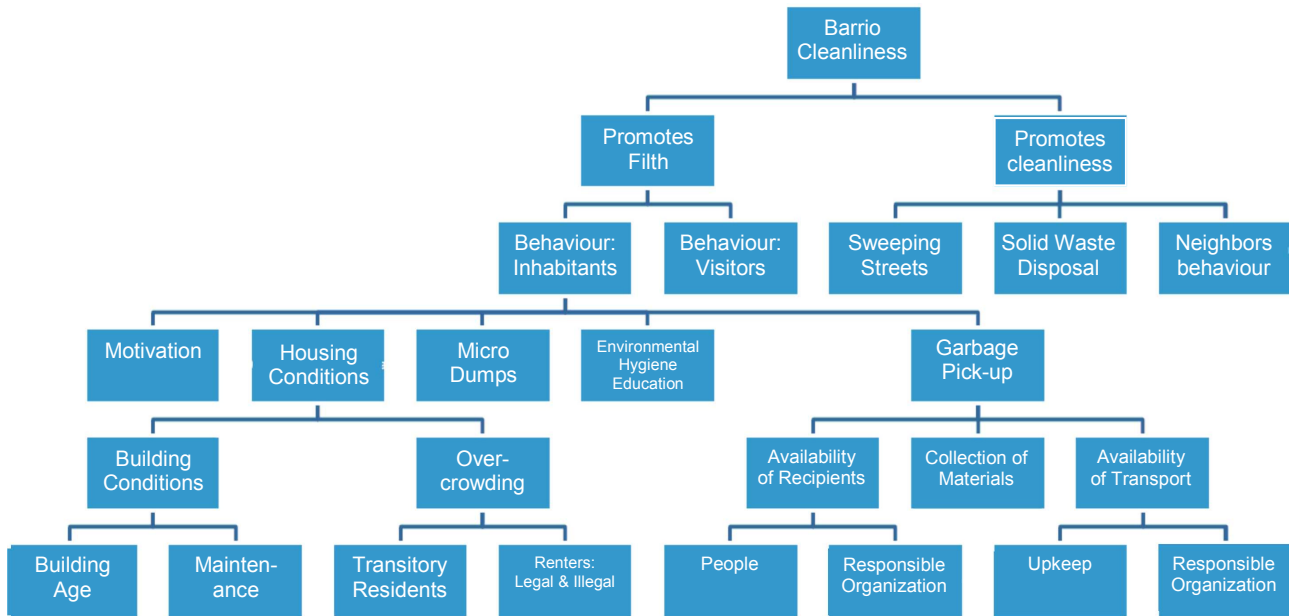 Barrio
Cleanliness
Promotes
Filth
Promotes
cleanliness
Behaviour:
Inhabitants
Behaviour:
Visitors
Sweeping
Streets
Solid Waste
Disposal
Neighbors
behaviour
Motivation
Housing
Conditions
Micro
Dumps
Environmental
Hygiene
Education
Garbage
Pick-up
Building
Conditions
Over-
crowding
Availability
of Recipients
Collection of
Materials
Availability
of Transport
Building
Age
Mainten-
ance
Transitory
Residents
Renters:
Legal & Illegal
People
Responsible
Organization
Upkeep
Responsible
Organization